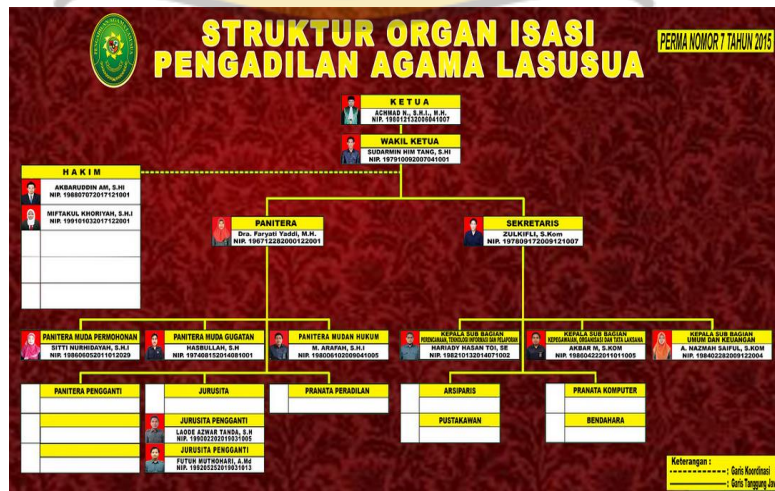 STRUKTUR ORGAN ISASI
PENGADILAN AGAMA LASUSUA
PERMA NOMOR 7 TAHUN 2015
K E T U A
ACHMAD N., S.H.I., M.H.
NIP. 198012132006041007
WAKIL KETUA
SUDARMIN HIM TANG, S.HI
NIP. 197910092007041001
H A K I M
AKBARUDDIN AM, S.HI
NIP. 198807072017121001
MIFTAKUL KHORIYAH, S.H.I
NIP. 199101032017122001
PANITERA
Dra. Faryati Yaddi, M.H.
NIP. 196712282000122001
SEKRETARIS
ZULKIFLI, S.Kom
NIP. 197809172009121007
PANITERA MUDA PERMOHONAN
SITTI NURHIDAYAH, S.H.I
NIP. 198606052011012029
PANITERA MUDA GUGATAN
HASBULLAH, S.H
NIP. 197408152014081001
PANITERA MUDAN HUKUM
M. ARAFAH, S.H.I
NIP. 198006102009041005
KEPALA SUB BAGIAN
PERENCANAAN, TEKNOLOGI INFORMASI DAN PELAPORAN
HARIADY HASAN TOI, SE
NIP. 198210132014071002
KEPALA SUB BAGIAN
KEPEGAWAIAN, ORGANISASI DAN TATA LAKSANA
AKBAR M, S.KOM
NIP. 198604222011011005
KEPALA SUB BAGIAN
UMUM DAN KEUANGAN
A. NAZMAH SAIFUL, S.KOM
NIP. 198402282009122004
PANITERA PENGGANTI
JURUSITA
PRANATA PERADILAN
ARSIPARIS
PRANATA KOMPUTER
JURUSITA PENGGANTI
LAODE AZWAR TANDA, S.H
NIP. 199002202019031005
PUSTAKAWAN
BENDAHARA
JURUSITA PENGGANTI
FUTUH MUTHOHARI, A.Md
NIP. 199205252019031013
Keterangan :
: Garis Koordinasi
: Garis Tanggung Jaw